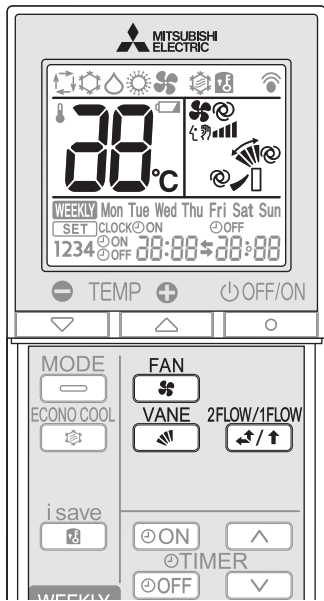 MITSUBISHI
ELECTRIC
88°C
WEEKLY Mon Tue Wed Thu Fri Sat Sun
SET CLOCK ON OFF
1234 ON OFF 88:88 88:88
TEMP OFF/ON
MODE FAN
ECONO COOL VANE 2FLOW/1FLOW
i save
ON
TIMER
OFF
WEEKLY